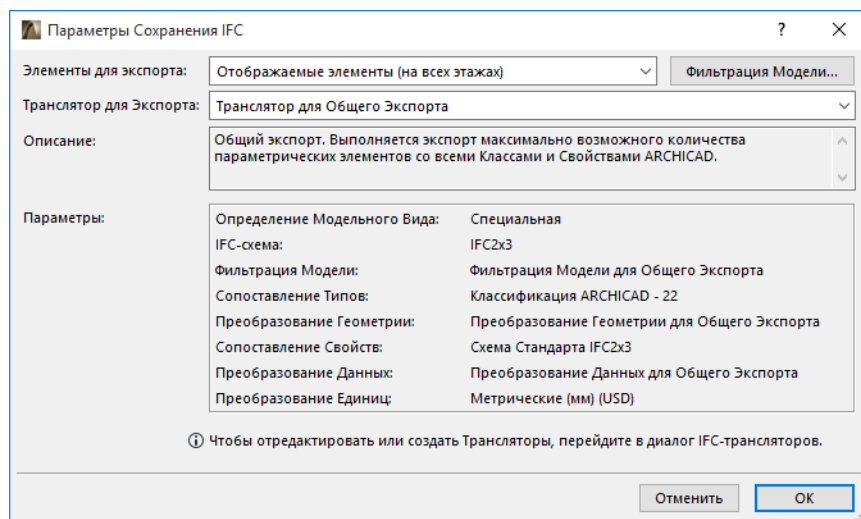 Параметры Сохранения IFC
Элементы для экспорта: Отображаемые элементы (на всех этажах) Фильтрация Модели...
Транслятор для Экспорта: Транслятор для Общего Экспорта
Описание: Общий экспорт. Выполняется экспорт максимально возможного количества
параметрических элементов со всеми Классами и Свойствами ARCHICAD.
Параметры: Определение Модельного Вида: Специальная
IFC-схема: IFC2x3
Фильтрация Модели: Фильтрация Модели для Общего Экспорта
Сопоставление Типов: Классификация ARCHICAD - 22
Преобразование Геометрии: Преобразование Геометрии для Общего Экспорта
Сопоставление Свойств: Схема Стандарта IFC2x3
Преобразование Данных: Преобразование Данных для Общего Экспорта
Преобразование Единиц: Метрические (мм) (USD)
Чтобы отредактировать или создать Трансляторы, перейдите в диалог IFC-трансляторов.
Отменить OK